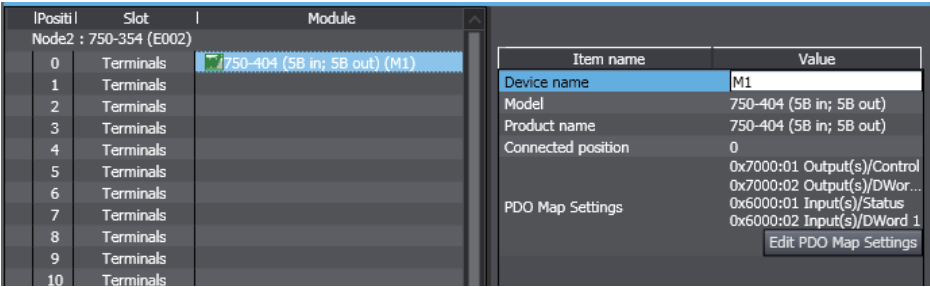 Positi Slot Module
Node2 : 750-354 (E002)
0 Terminals 750-404 (5B in; 5B out) (M1)
1 Terminals
2 Terminals
3 Terminals
4 Terminals
5 Terminals
6 Terminals
7 Terminals
8 Terminals
9 Terminals
10 Terminals
Item name Value
Device name M1
Model 750-404 (5B in; 5B out)
Product name 750-404 (5B in; 5B out)
Connected position 0
PDO Map Settings
0x7000:01 Output(s)/Control
0x7000:02 Output(s)/DWor...
0x6000:01 Input(s)/Status
0x6000:02 Input(s)/DWord 1
Edit PDO Map Settings